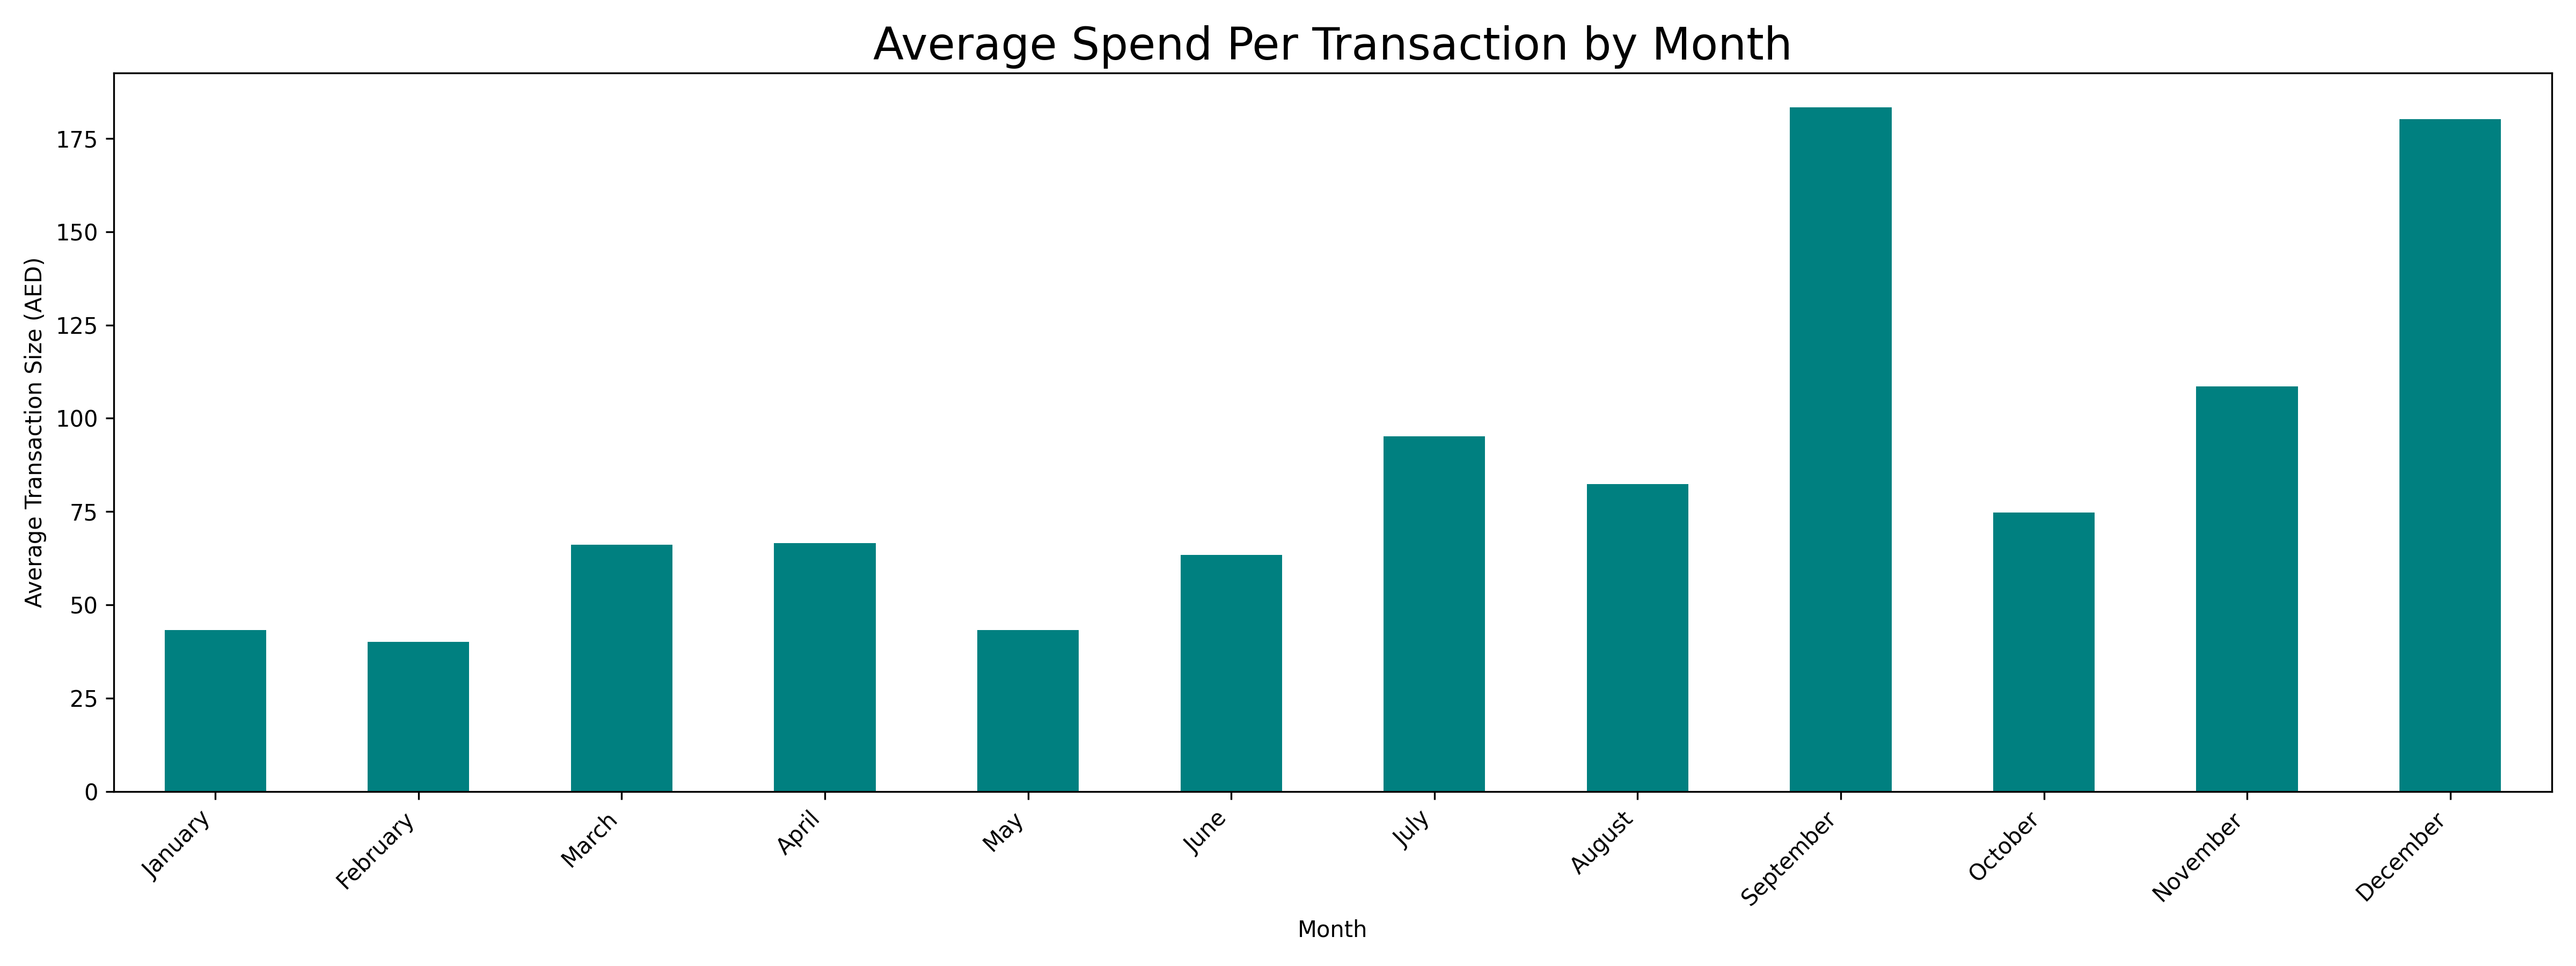 Average Spend Per Transaction by Month
Average Transaction Size (AED)
175
150
125
100
75
50
25
0
January
February
March
April
May
June
July
August
September
October
November
December
Month